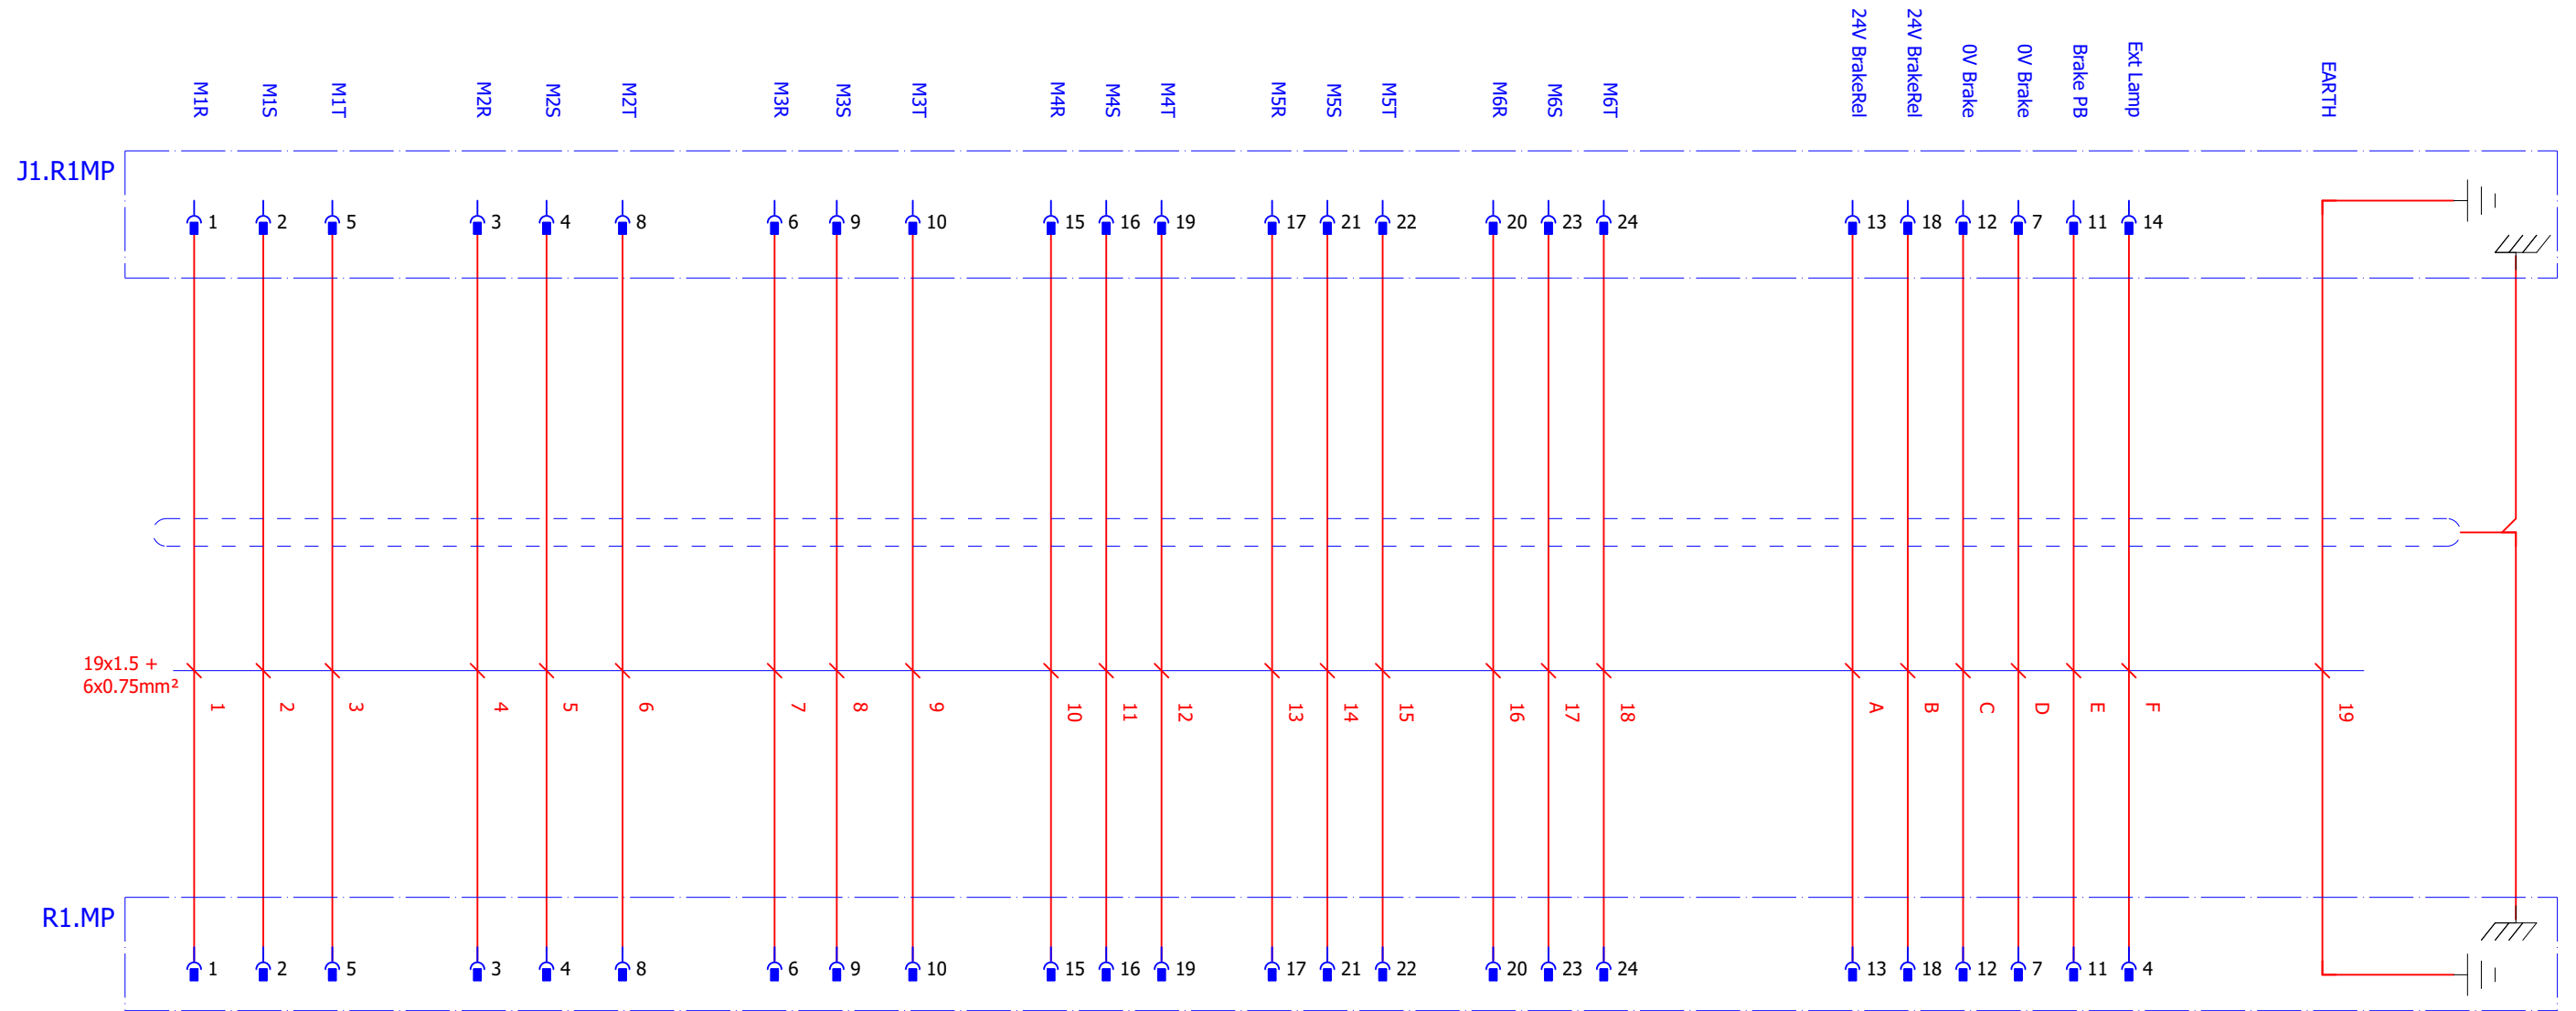 M1R
M1S
M1T
M2R
M2S
M2T
M3R
M3S
M3T
M4R
M4S
M4T
M5R
M5S
M5T
M6R
M6S
M6T
24V BrakeRel
24V BrakeRel
0V Brake
0V Brake
Brake PB
Ext Lamp
EARTH
J1.R1MP
1 2 5 3 4 8 6 9 10 15 16 19 17 21 22 20 23 24 13 18 12 7 11 14
19x1.5 +
6x0.75mm²
1 2 3 4 5 6 7 8 9 10 11 12 13 14 15 16 17 18 A B C D E F 19
R1.MP
1 2 5 3 4 8 6 9 10 15 16 19 17 21 22 20 23 24 13 18 12 7 11 4